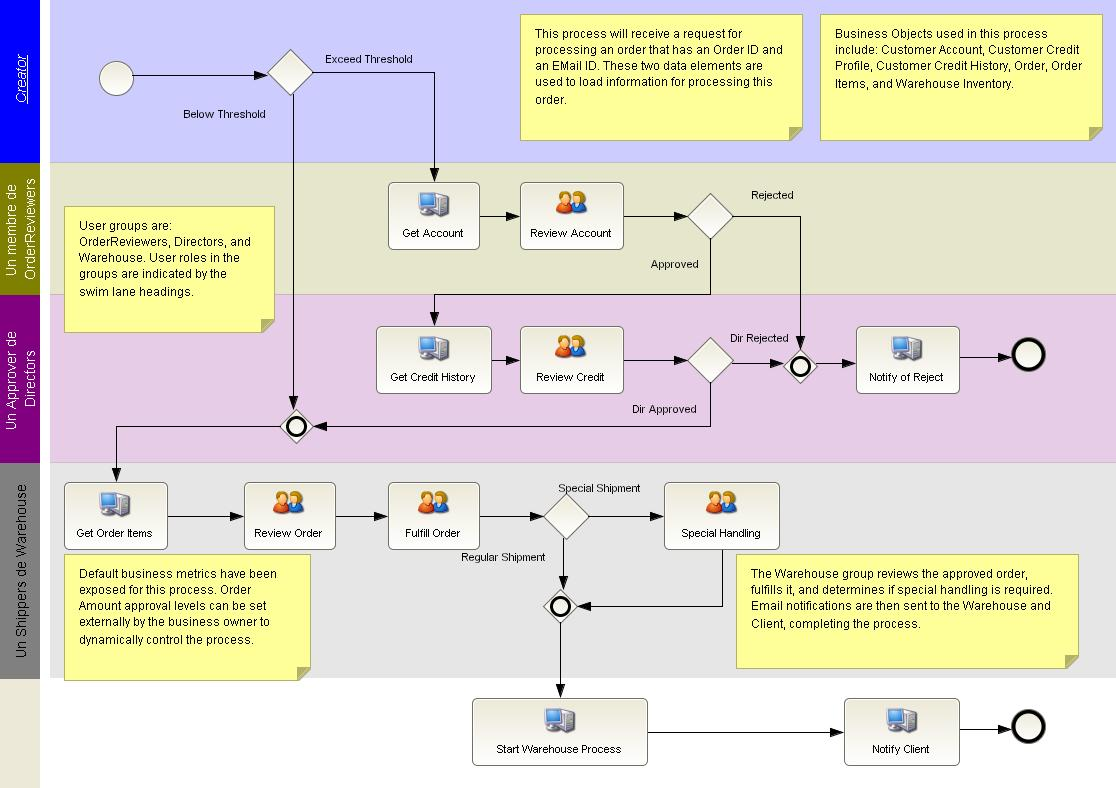 Creator
Exceed Threshold
Below Threshold
This process will receive a request for
processing an order that has an Order ID and
an EMail ID. These two data elements are
used to load information for processing this
order.
Business Objects used in this process
include: Customer Account, Customer Credit
Profile, Customer Credit History, Order, Order
Items, and Warehouse Inventory.
Un membre de
OrderReviewers
User groups are:
OrderReviewers, Directors, and
Warehouse. User roles in the
groups are indicated by the
swim lane headings.
Get Account
Review Account
Rejected
Approved
Un Approver de
Directors
Get Credit History
Review Credit
Dir Rejected
Notify of Reject
Dir Approved
Un Shippers de Warehouse
Get Order Items
Review Order
Fulfill Order
Special Shipment
Special Handling
Regular Shipment
Default business metrics have been
exposed for this process. Order
Amount approval levels can be set
externally by the business owner to
dynamically control the process.
The Warehouse group reviews the approved order,
fulfills it, and determines if special handling is required.
Email notifications are then sent to the Warehouse and
Client, completing the process.
Start Warehouse Process
Notify Client